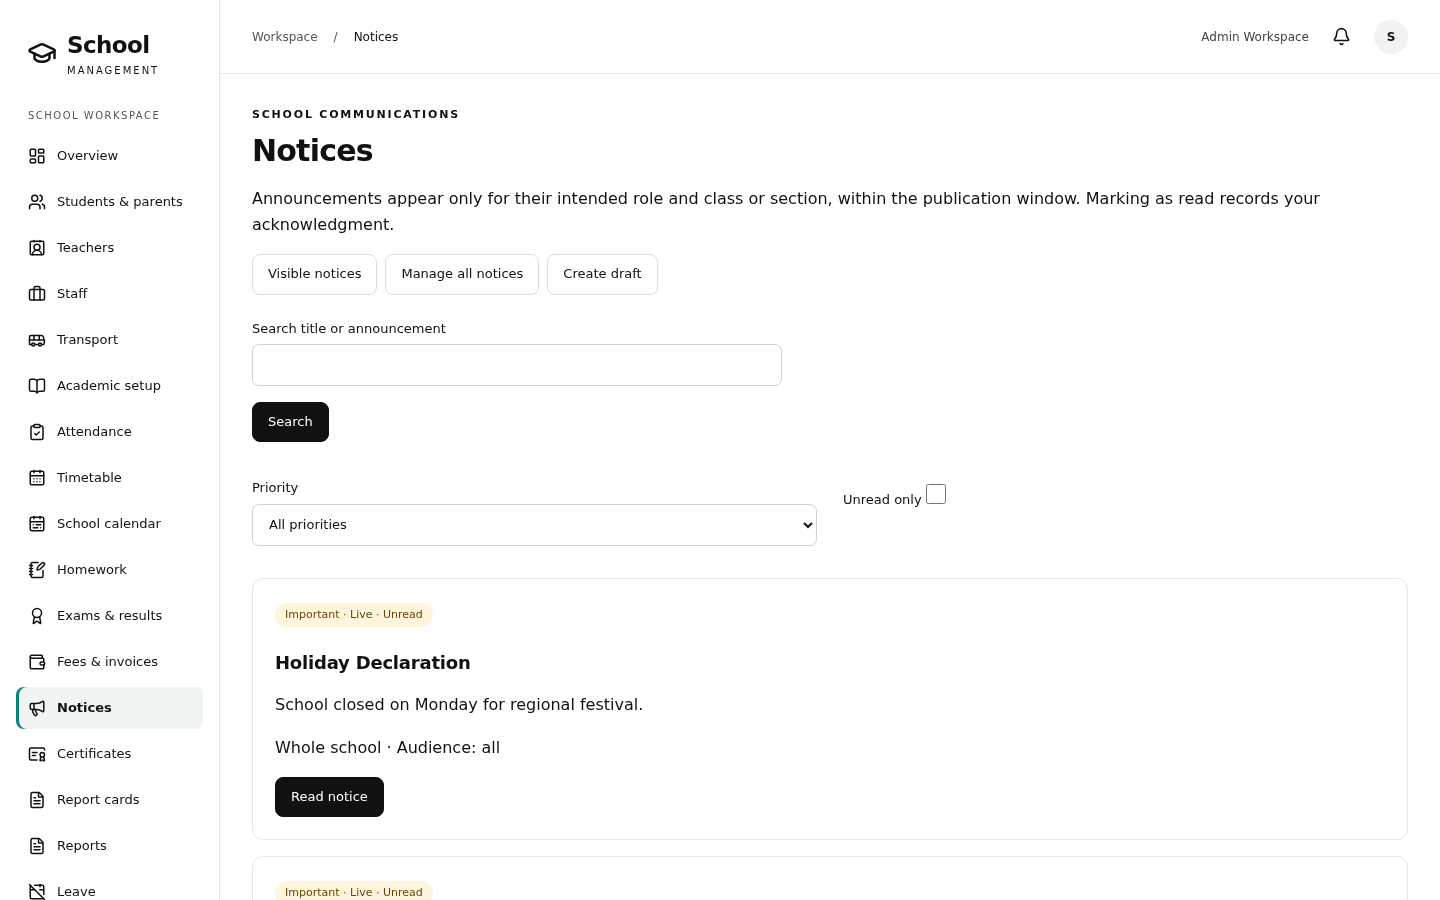 School
MANAGEMENT
SCHOOL WORKSPACE
Overview
Students & parents
Teachers
Staff
Transport
Academic setup
Attendance
Timetable
School calendar
Homework
Exams & results
Fees & invoices
Notices
Certificates
Report cards
Reports
Leave
Workspace / Notices
Admin Workspace
S
SCHOOL COMMUNICATIONS
Notices
Announcements appear only for their intended role and class or section, within the publication window. Marking as read records your
acknowledgment.
Visible notices
Manage all notices
Create draft
Search title or announcement
Search
Priority
All priorities
Unread only
Important · Live · Unread
Holiday Declaration
School closed on Monday for regional festival.
Whole school · Audience: all
Read notice
Important · Live · Unread